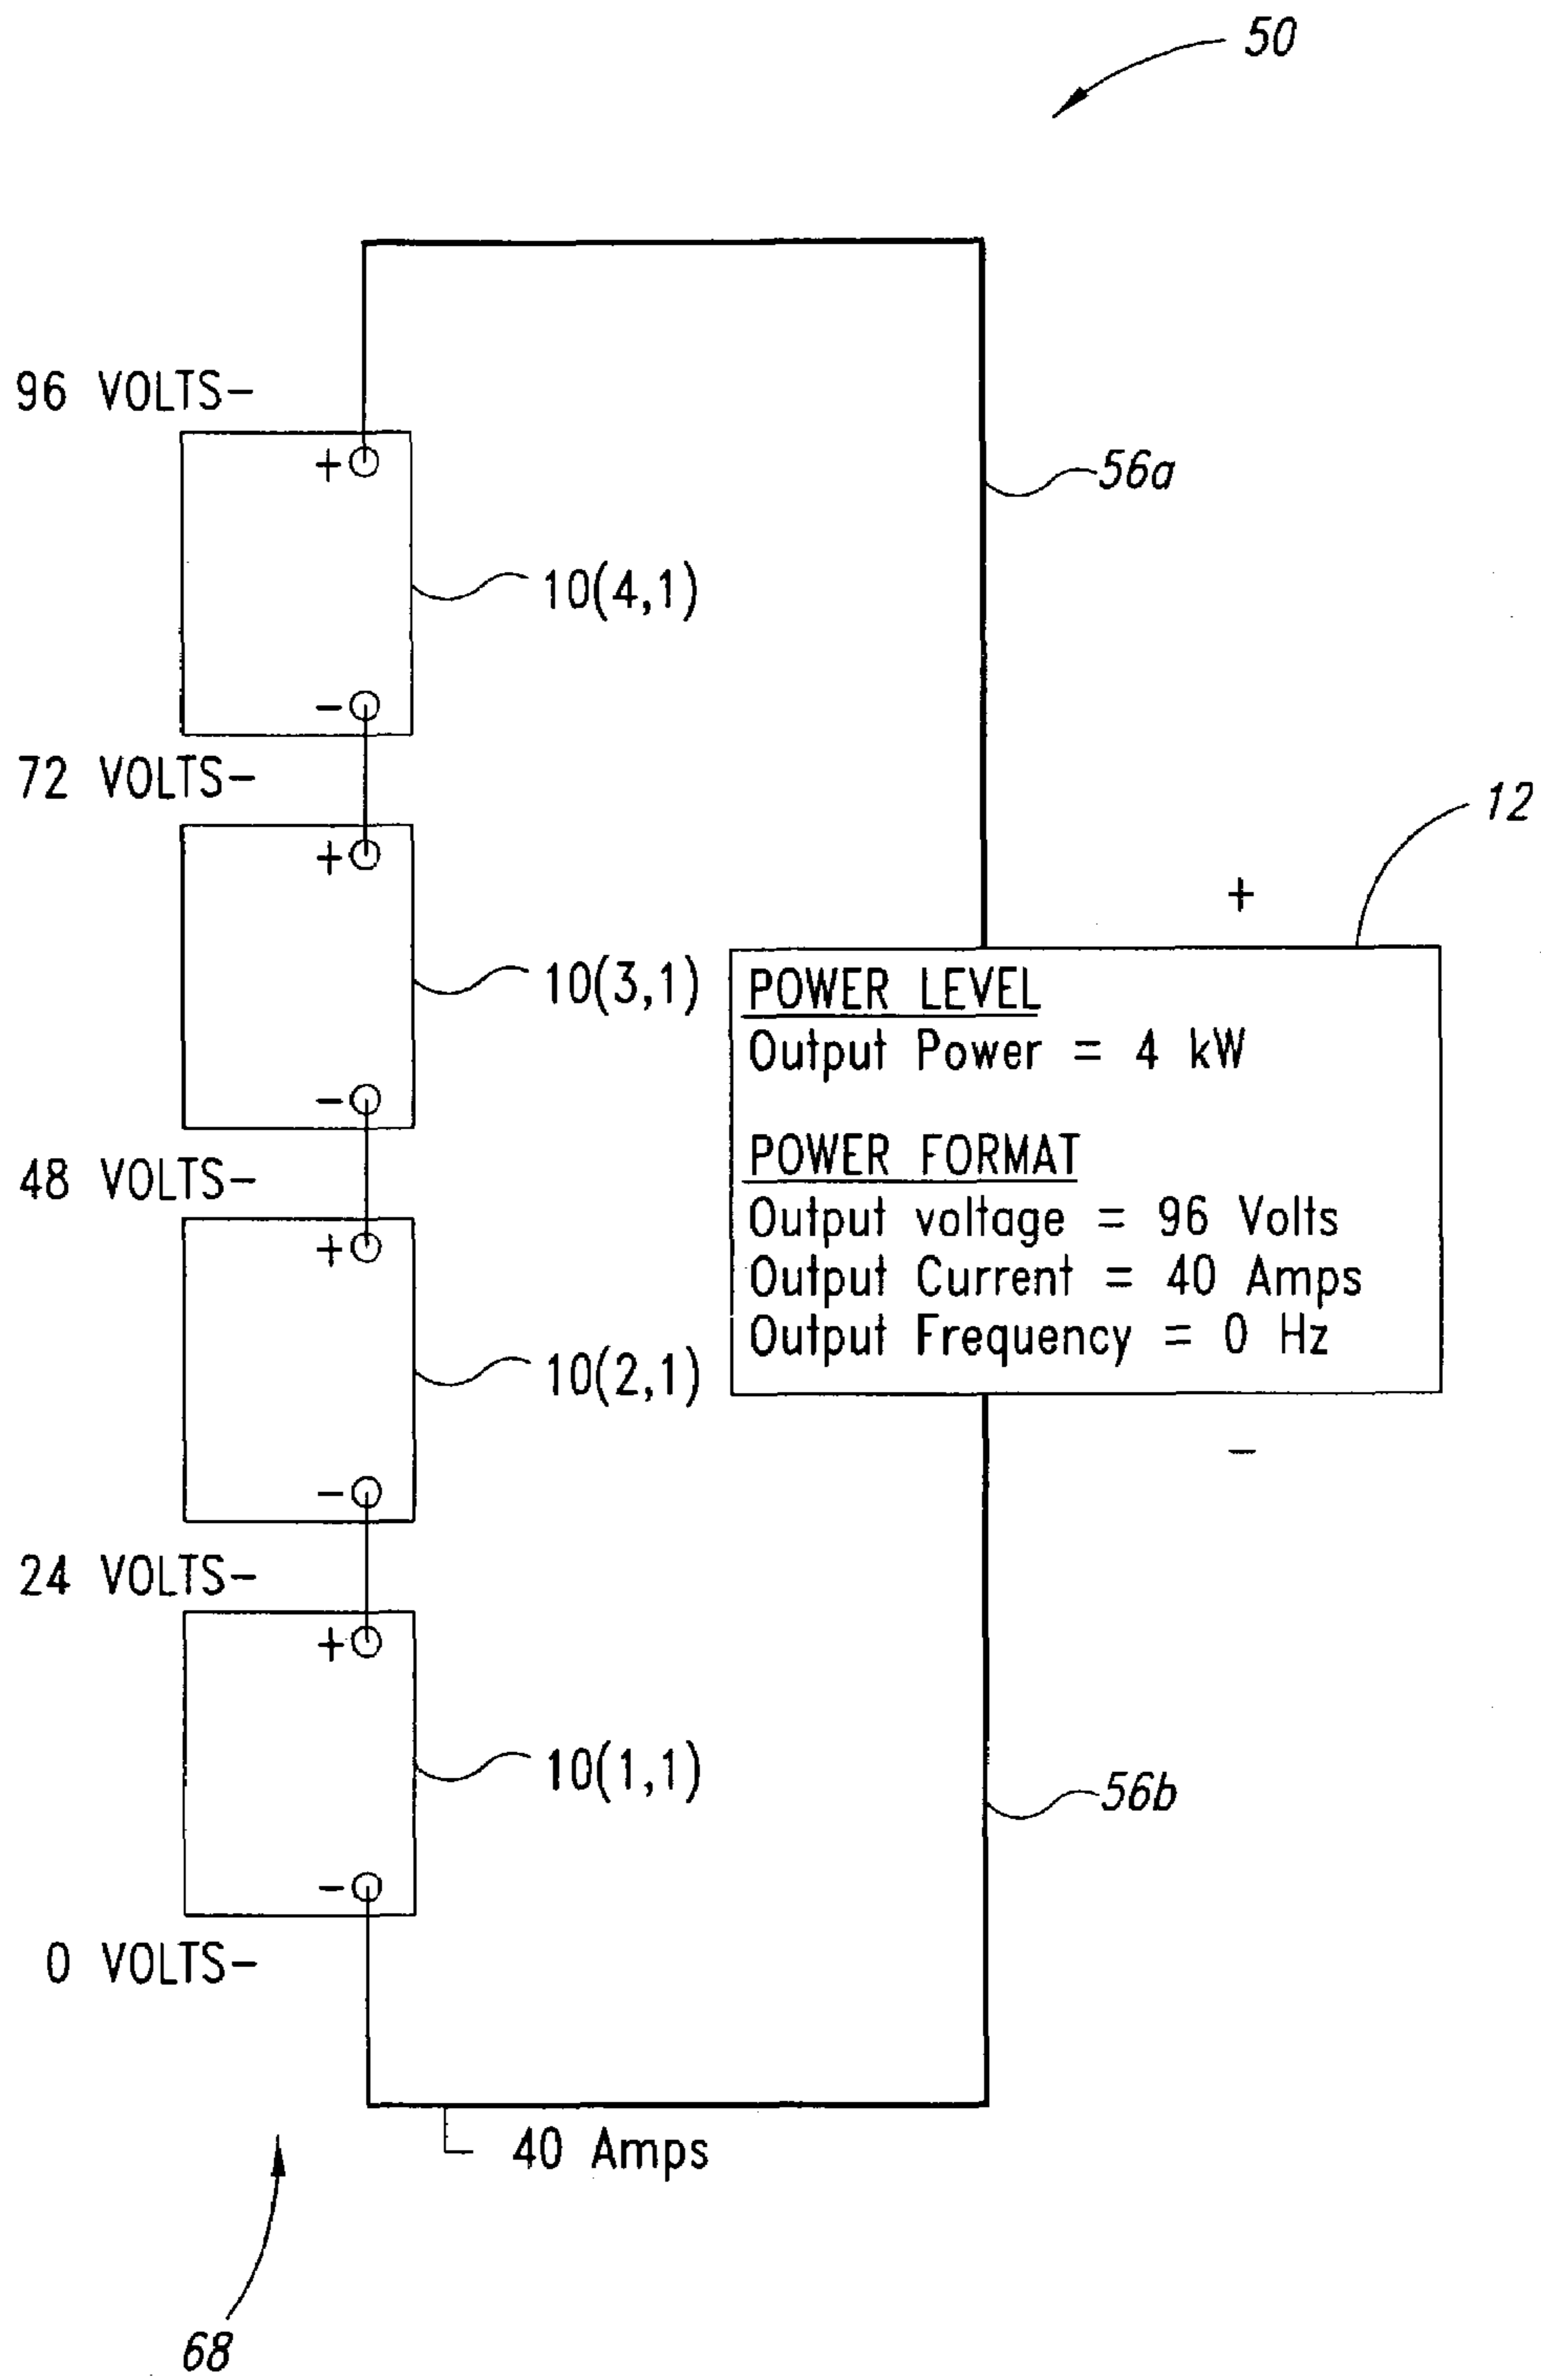 50
96 VOLTS-
+
56a
10(4,1)
-
72 VOLTS-
12
+
+
10(3,1)
POWER LEVEL
Output Power = 4 kW
-
POWER FORMAT
48 VOLTS-
Output voltage = 96 Volts
+
Output Current = 40 Amps
Output Frequency = 0 Hz
10(2,1)
-
-
24 VOLTS-
+
10(1,1)
56b
-
0 VOLTS-
40 Amps
68